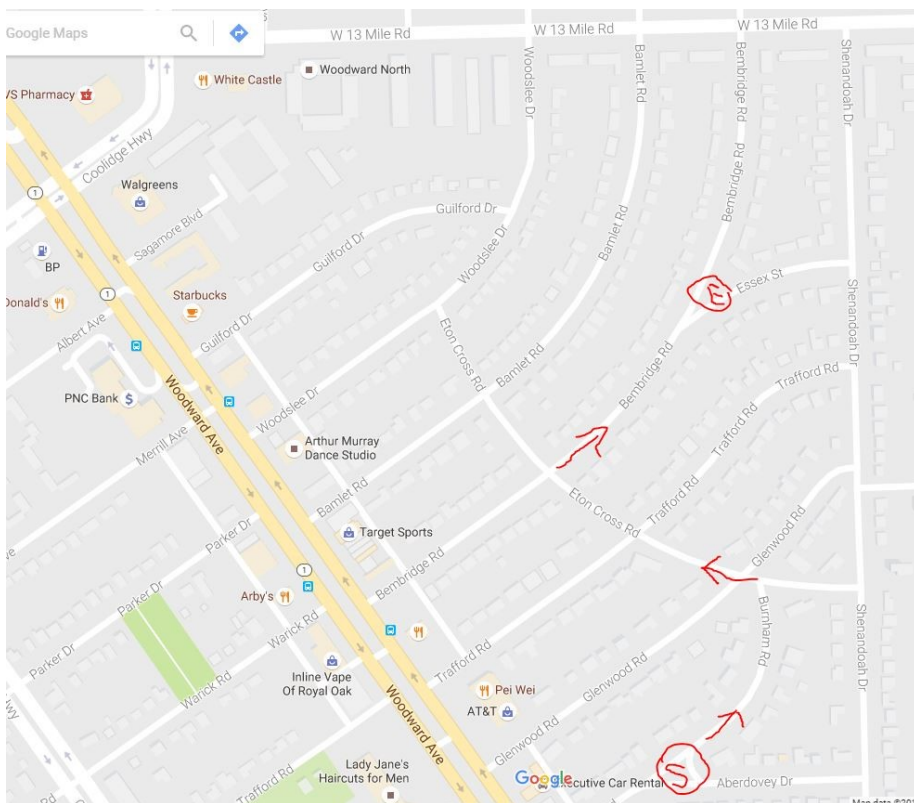 Google Maps
W 13 Mile Rd
W 13 Mile Rd
Woodward North
White Castle
VS Pharmacy
Coolidge Hwy
Woodslee Dr
Bamlet Rd
Bembridge Rd
Shenandoah Dr
Walgreens
1
Sagamore Blvd
Guilford Dr
Guilford Dr
Woodslee Dr
Bamlet Rd
Bembridge Rd
BP
Donald's
1
Starbucks
Albert Ave
Guilford Dr
Eton Cross Rd
E
Essex St
Shenandoah Dr
PNC Bank
Woodward Ave
Woodslee Dr
Bamlet Rd
Bembridge Rd
Trafford Rd
Merrill Ave
Arthur Murray
Dance Studio
Trafford Rd
Bamlet Rd
Eton Cross Rd
Trafford Rd
Parker Dr
Target Sports
Glenwood Rd
1
Arby's
Bembridge Rd
Parker Dr
Warick Rd
Burnham Rd
Shenandoah Dr
Parker Dr
Warick Rd
Inline Vape
Of Royal Oak
Trafford Rd
Glenwood Rd
Pei Wei
AT&T
Woodward Ave
Glenwood Rd
Hwy
Trafford Rd
Lady Jane's
Haircuts for Men
Google
Executive Car Rental
S
Aberdovey Dr